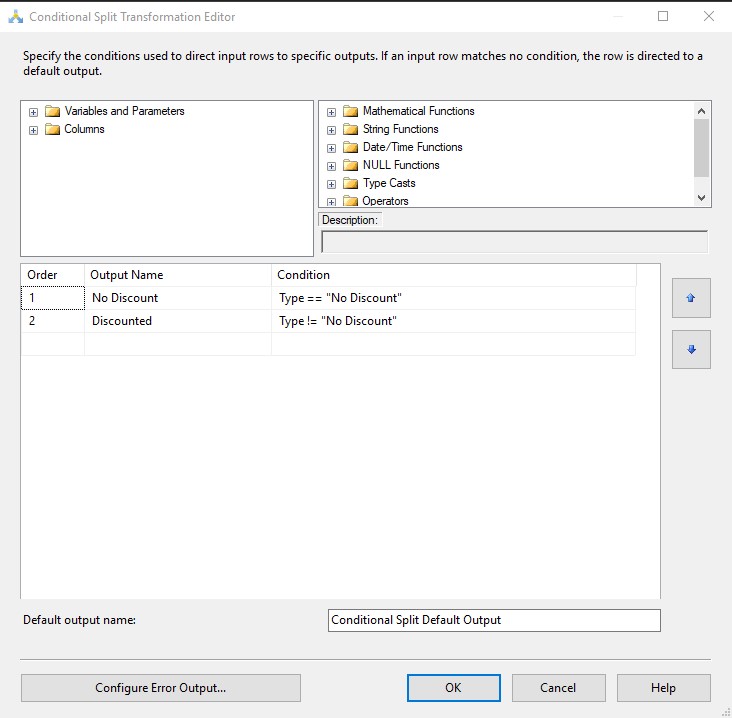 Conditional Split Transformation Editor
Specify the conditions used to direct input rows to specific outputs. If an input row matches no condition, the row is directed to a
default output.
Variables and Parameters
Columns
Mathematical Functions
String Functions
Date/Time Functions
NULL Functions
Type Casts
Operators
Description:
Order Output Name Condition
1 No Discount Type == "No Discount"
2 Discounted Type != "No Discount"
Default output name: Conditional Split Default Output
Configure Error Output... OK Cancel Help